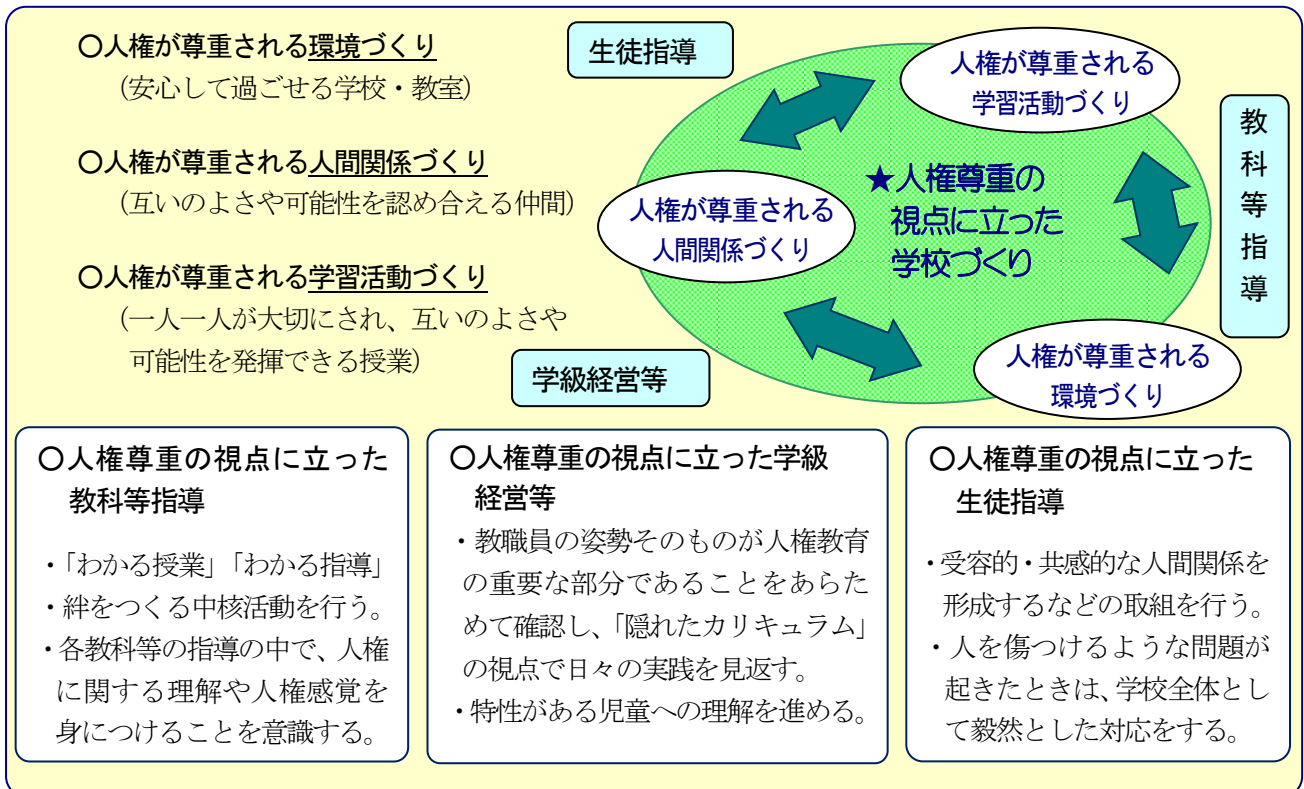 〇人権が尊重される環境づくり
(安心して過ごせる学校・教室)
〇人権が尊重される人間関係づくり
(互いのよさや可能性を認め合える仲間)
〇人権が尊重される学習活動づくり
(一人一人が大切にされ、互いのよさや
可能性を発揮できる授業)
生徒指導
人権が尊重される
学習活動づくり
教科等指導
★人権尊重の
視点に立った
学校づくり
人権が尊重される
人間関係づくり
人権が尊重される
環境づくり
学級経営等
〇人権尊重の視点に立った
教科等指導
・「わかる授業」「わかる指導」
・絆をつくる中核活動を行う。
・各教科等の指導の中で、人権
に関する理解や人権感覚を
身につけることを意識する。
〇人権尊重の視点に立った学級
経営等
・教職員の姿勢そのものが人権教育
の重要な部分であることをあらた
めて確認し、「隠れたカリキュラム」
の視点で日々の実践を見返す。
・特性がある児童への理解を進める。
〇人権尊重の視点に立った
生徒指導
・受容的・共感的な人間関係を
形成するなどの取組を行う。
・人を傷つけるような問題が
起きたときは、学校全体とし
て毅然とした対応をする。